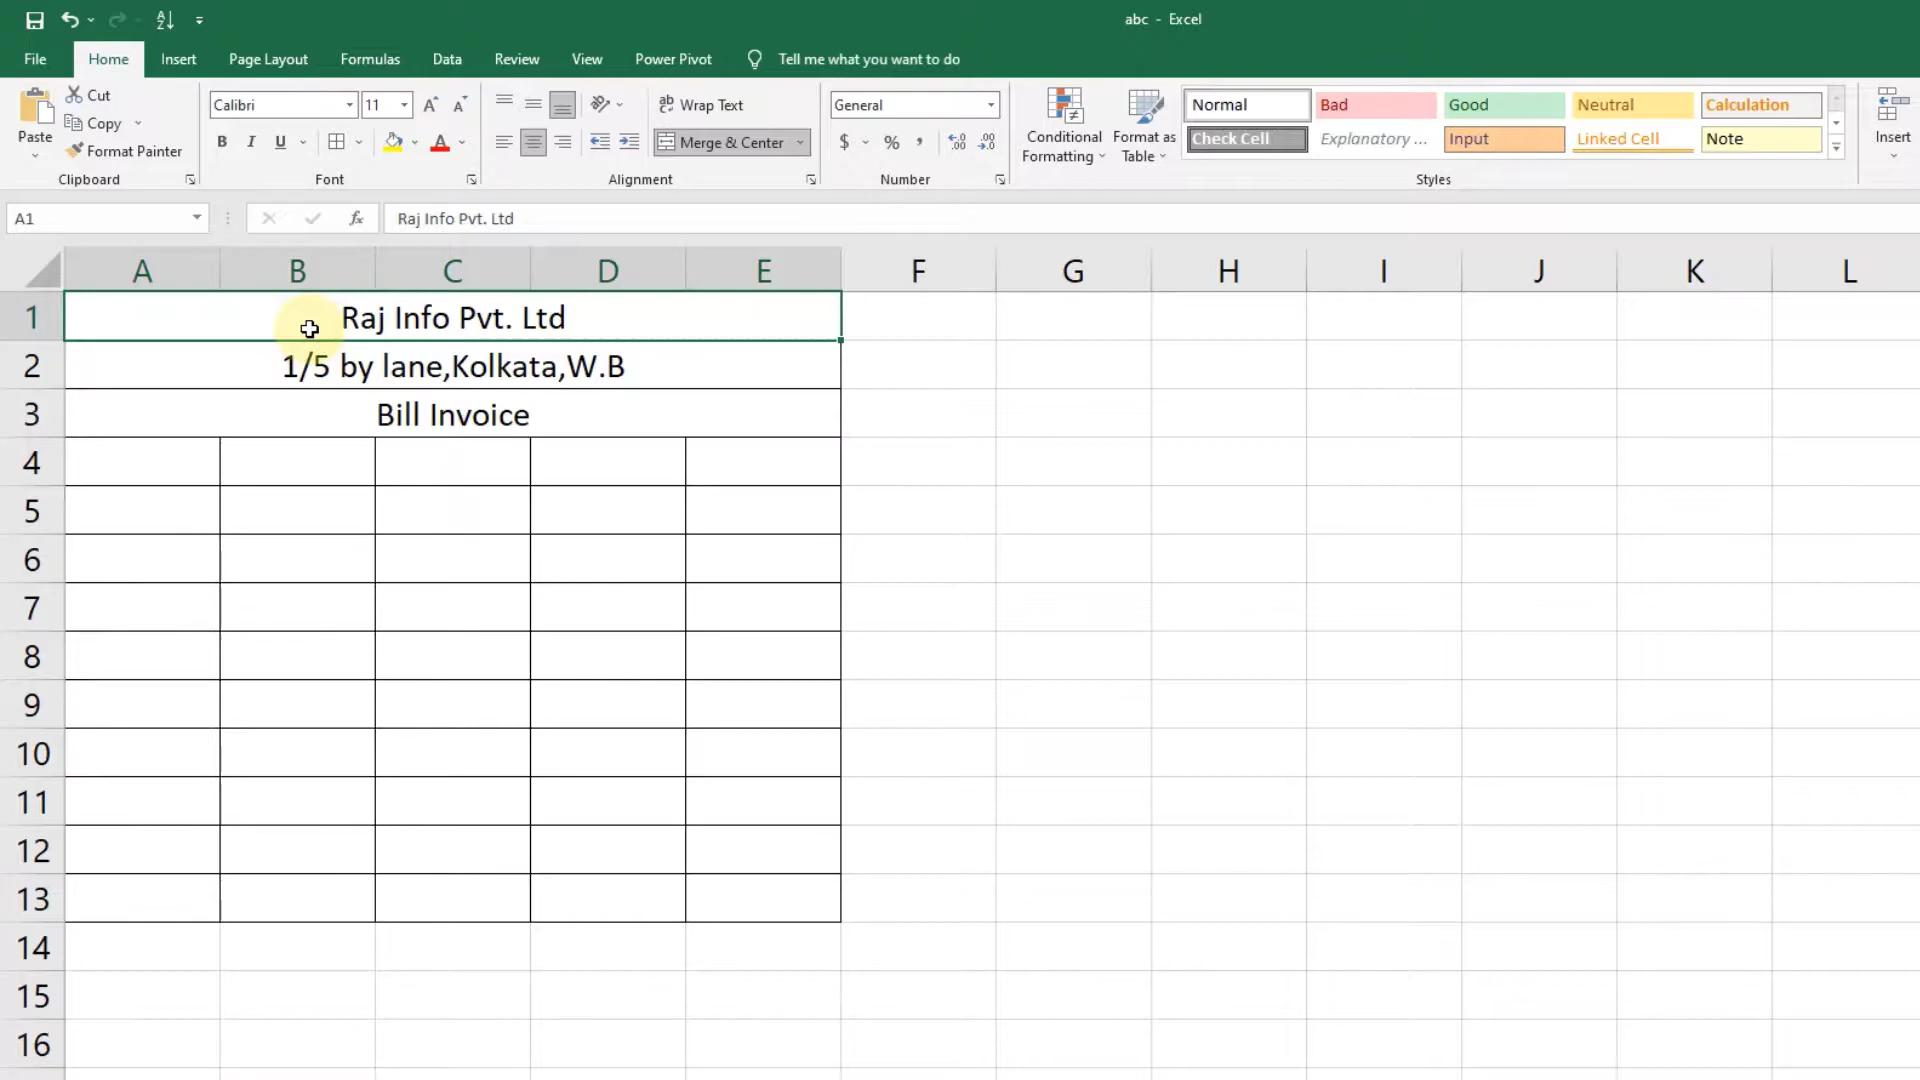 abc - Excel
File Home Insert Page Layout Formulas Data Review View Power Pivot Tell me what you want to do
Paste
Cut
Copy
Format Painter
Clipboard
Calibri 11
B I U
Font
Wrap Text
Merge & Center
Alignment
General
$ % ,
Number
Conditional Formatting
Format as Table
Normal Bad Good Neutral Calculation
Check Cell Explanatory ... Input Linked Cell Note
Styles
Insert
A1 fx Raj Info Pvt. Ltd
A B C D E F G H I J K L
1 Raj Info Pvt. Ltd
2 1/5 by lane,Kolkata,W.B
3 Bill Invoice
4
5
6
7
8
9
10
11
12
13
14
15
16